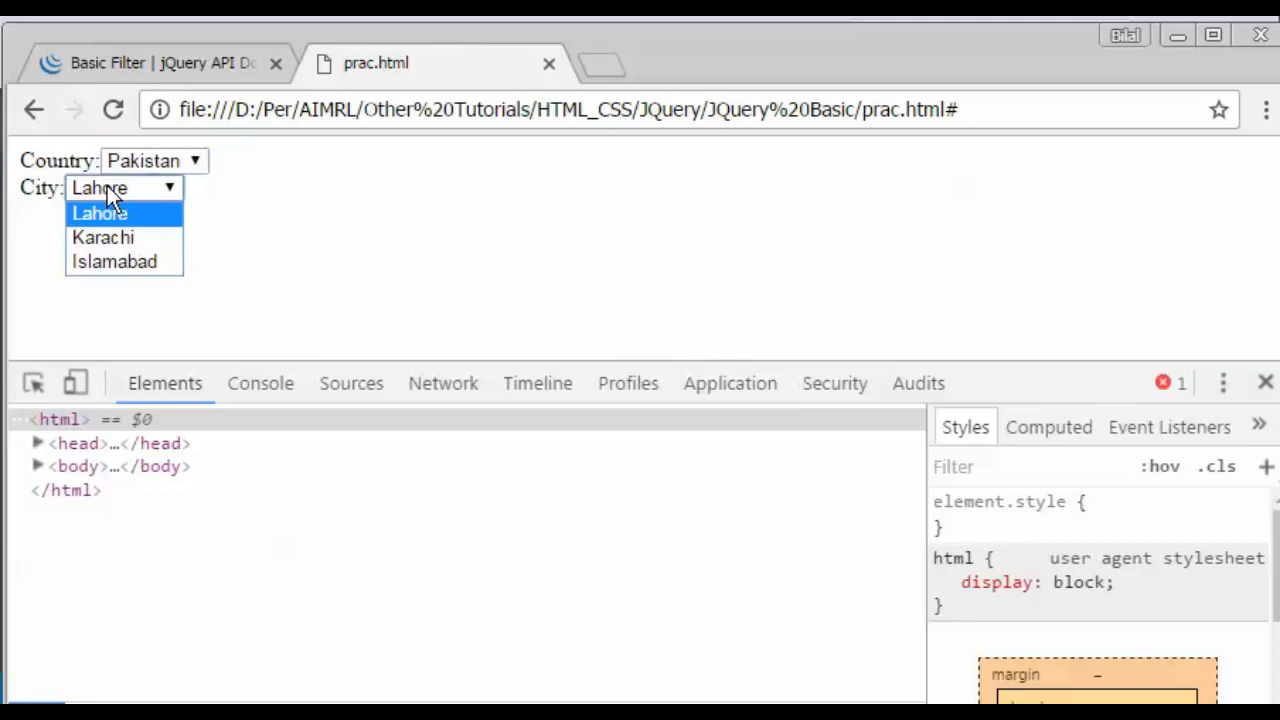 Bilal
Basic Filter | jQuery API Do
prac.html
file:///D:/Per/AIMRL/Other%20Tutorials/HTML_CSS/JQuery/JQuery%20Basic/prac.html#
Country: Pakistan
City: Lahore
Lahore
Karachi
Islamabad
Elements Console Sources Network Timeline Profiles Application Security Audits 1
...<html> == $0
<head>…</head>
<body>…</body>
</html>
Styles Computed Event Listeners »
Filter :hov .cls +
element.style {
}
html { user agent stylesheet
display: block;
}
margin –